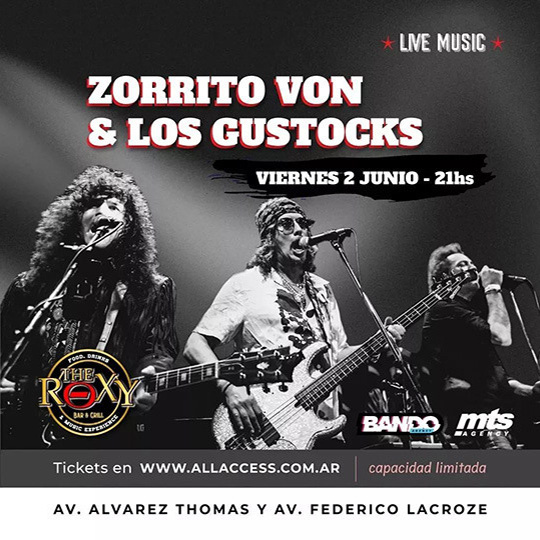 LIVE MUSIC
ZORRITO VON
& LOS GUSTOCKS
VIERNES 2 JUNIO - 21hs
FOOD, DRINKS
THE
ROXY
BAR & GRILL
& MUSIC EXPERIENCE
BANDO
mts
AGENCY
Tickets en WWW.ALLACCESS.COM.AR | capacidad limitada
AV. ALVAREZ THOMAS Y AV. FEDERICO LACROZE